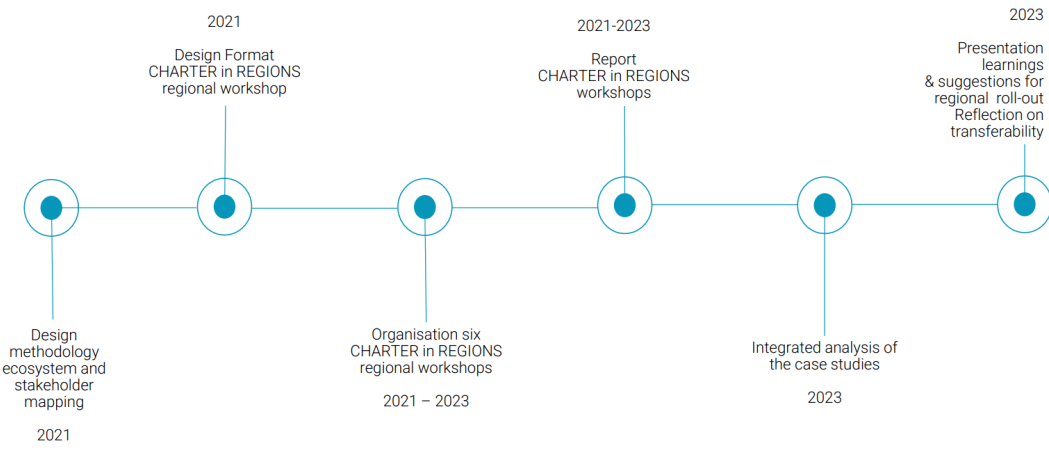 Design
methodology
ecosystem and
stakeholder
mapping
2021
2021
Design Format
CHARTER in REGIONS
regional workshop
Organisation six
CHARTER in REGIONS
regional workshops
2021 – 2023
2021-2023
Report
CHARTER in REGIONS
workshops
Integrated analysis of
the case studies
2023
2023
Presentation
learnings
& suggestions for
regional roll-out
Reflection on
transferability